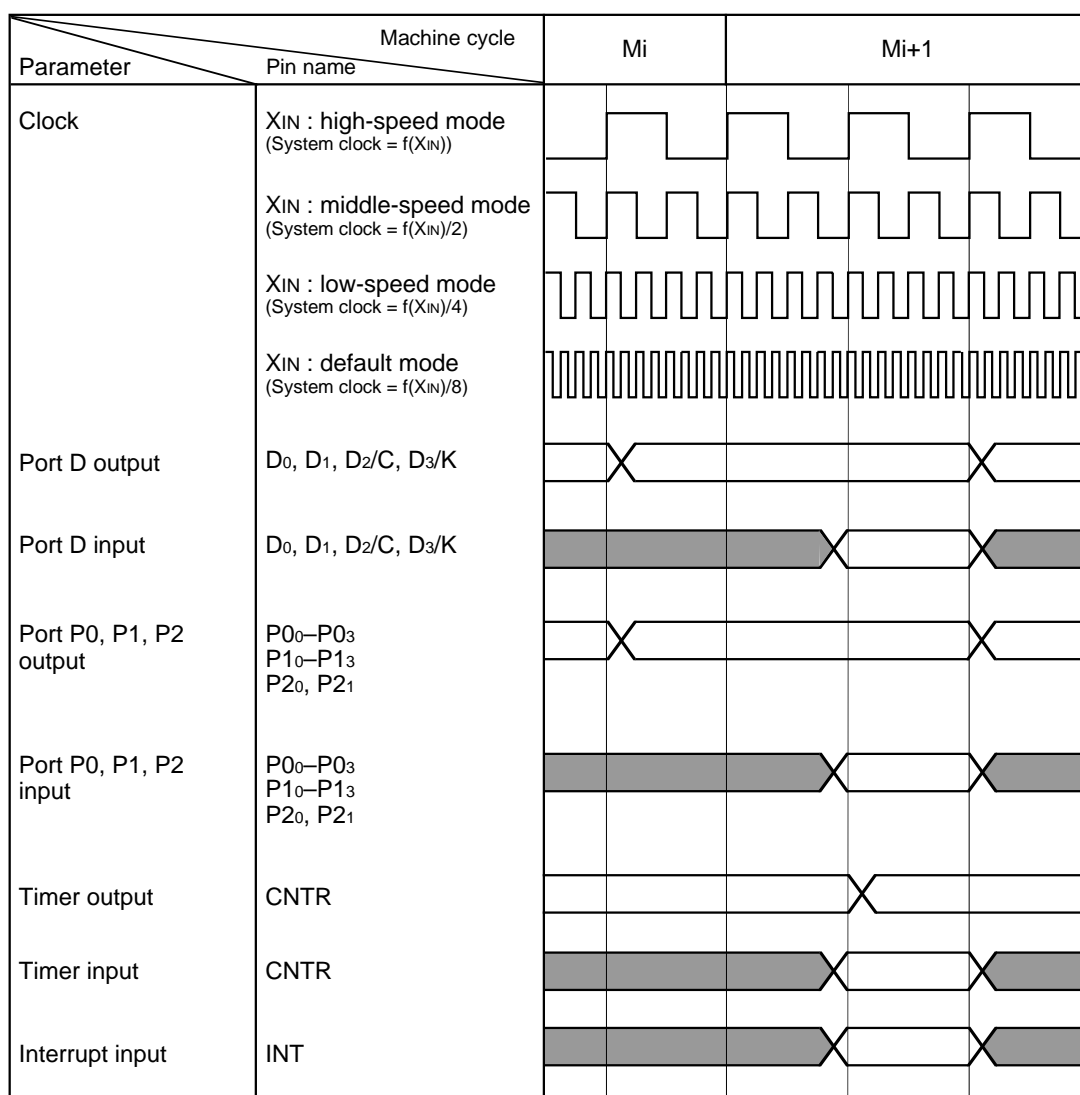 Machine cycle
Parameter
Pin name
Mi
Mi+1
Clock
XIN : high-speed mode
(System clock = f(XIN))
XIN : middle-speed mode
(System clock = f(XIN)/2)
XIN : low-speed mode
(System clock = f(XIN)/4)
XIN : default mode
(System clock = f(XIN)/8)
Port D output
D0, D1, D2/C, D3/K
Port D input
D0, D1, D2/C, D3/K
Port P0, P1, P2
output
P00–P03
P10–P13
P20, P21
Port P0, P1, P2
input
P00–P03
P10–P13
P20, P21
Timer output
CNTR
Timer input
CNTR
Interrupt input
INT